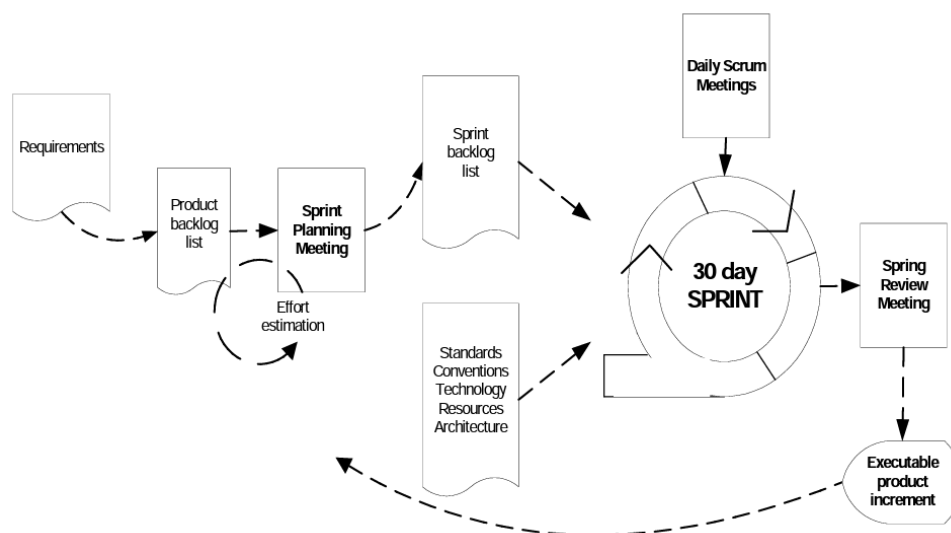 Requirements
Product
backlog
list
Sprint
Planning
Meeting
Effort
estimation
Sprint
backlog
list
Standards
Conventions
Technology
Resources
Architecture
Daily Scrum
Meetings
30 day
SPRINT
Spring
Review
Meeting
Executable
product
increment